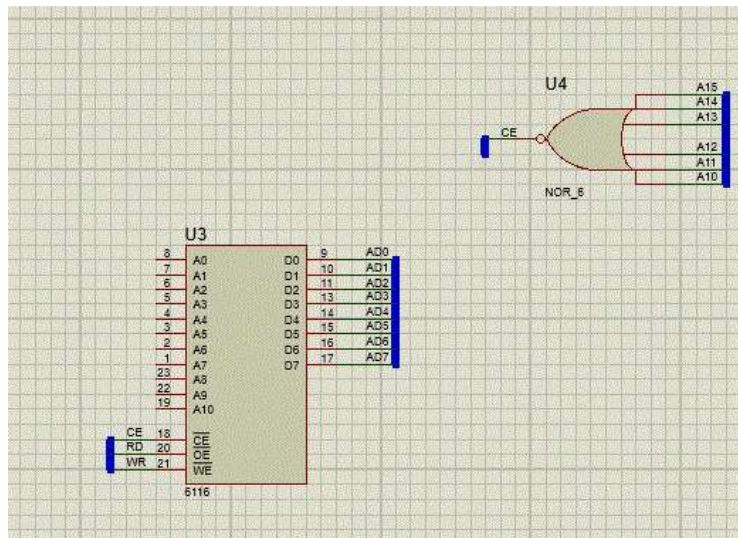 U4
A15
A14
A13
CE
A12
A11
A10
NOR_6
U3
8 A0 D0 9 AD0
7 A1 D1 10 AD1
6 A2 D2 11 AD2
5 A3 D3 13 AD3
4 A4 D4 14 AD4
3 A5 D5 15 AD5
2 A6 D6 16 AD6
1 A7 D7 17 AD7
23 A8
22 A9
19 A10
CE 18 CE
RD 20 OE
WR 21 WE
6116